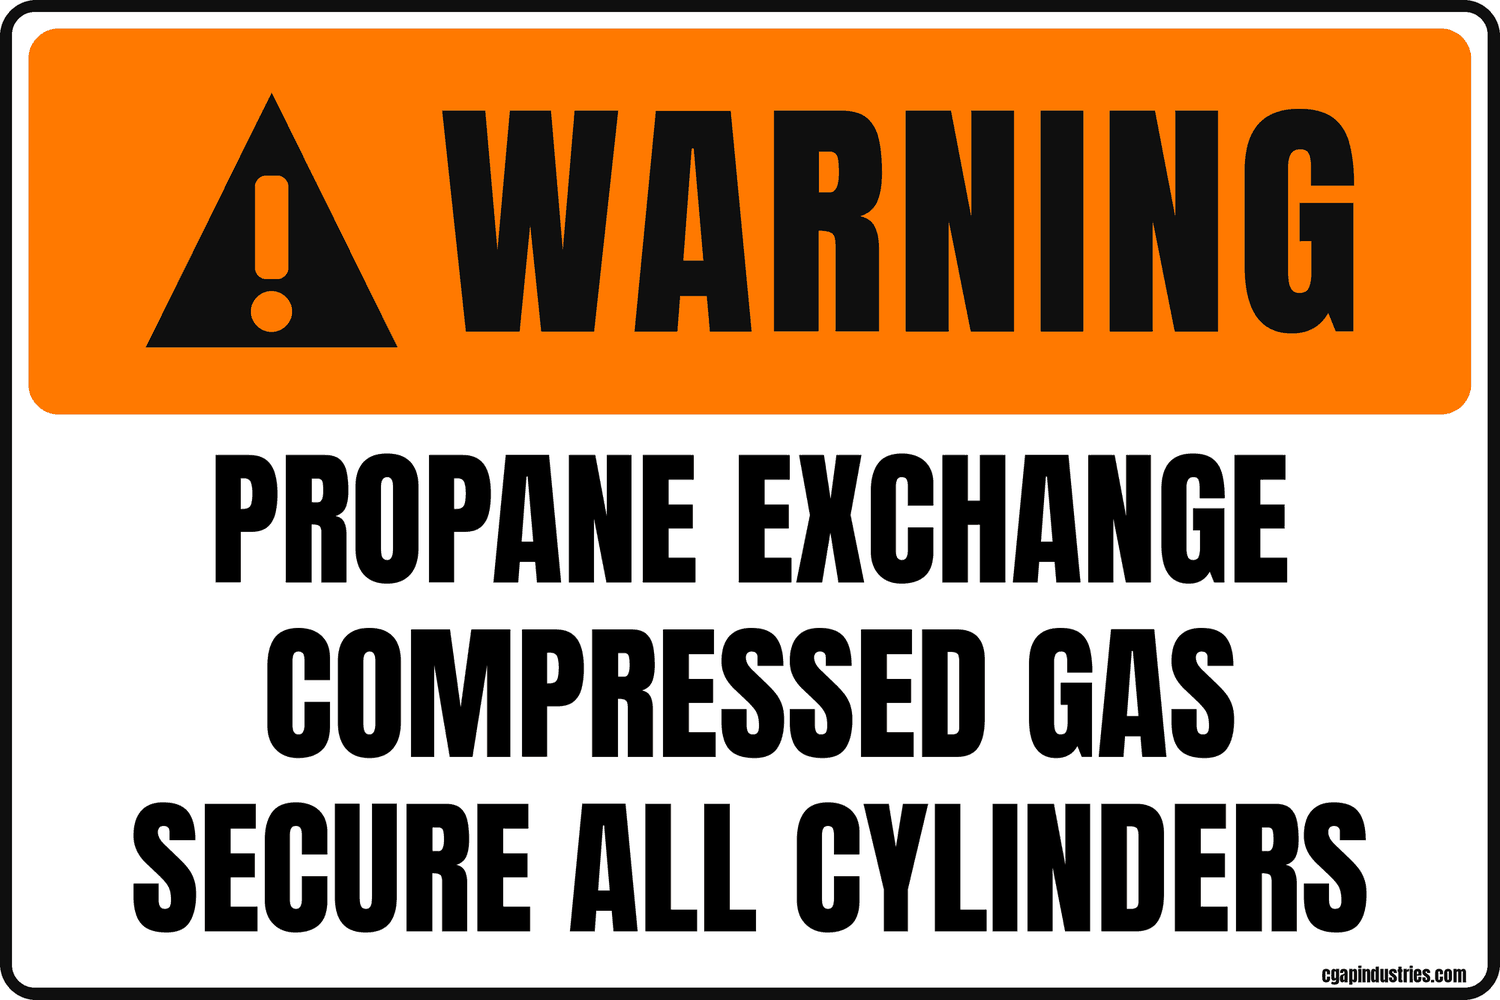 WARNING
PROPANE EXCHANGE
COMPRESSED GAS
SECURE ALL CYLINDERS
cgapindustries.com